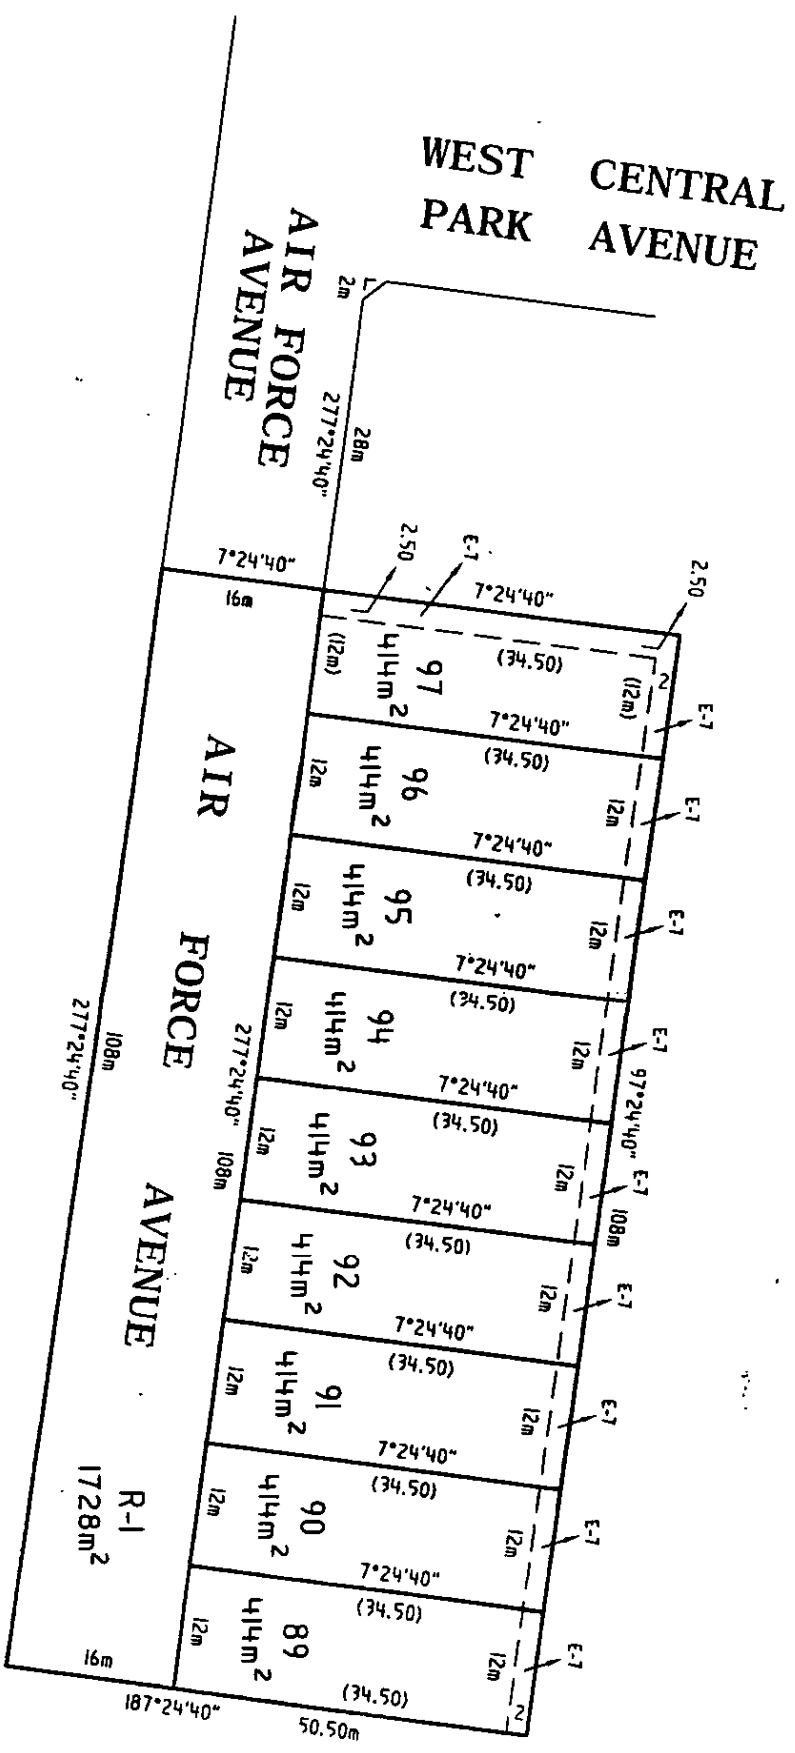 WEST CENTRAL
PARK AVENUE
AIR FORCE
AVENUE
2m
28m
277°24'40"
7°24'40"
16m
2.50
E-7
7°24'40"
2.50
97
414m²
(12m)
(34.50)
(12m)
2
E-7
7°24'40"
96
414m²
12m
(34.50)
12m
E-7
7°24'40"
95
414m²
12m
(34.50)
12m
E-7
7°24'40"
94
414m²
12m
(34.50)
12m
E-7
7°24'40"
97°24'40"
108m
93
414m²
12m
(34.50)
12m
E-7
7°24'40"
92
414m²
12m
(34.50)
12m
E-7
7°24'40"
91
414m²
12m
(34.50)
12m
E-7
7°24'40"
90
414m²
12m
(34.50)
12m
E-7
7°24'40"
(34.50)
89
414m²
12m
(34.50)
12m
E-7
2
AIR FORCE AVENUE
277°24'40"
108m
277°24'40"
108m
R-1
1728m²
16m
187°24'40"
50.50m